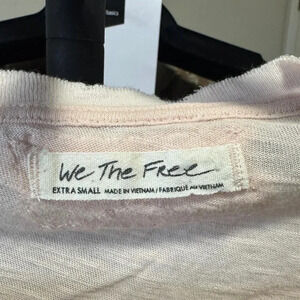 We The Free
EXTRA SMALL MADE IN VIETNAM / FABRIQUÉ AU VIETNAM